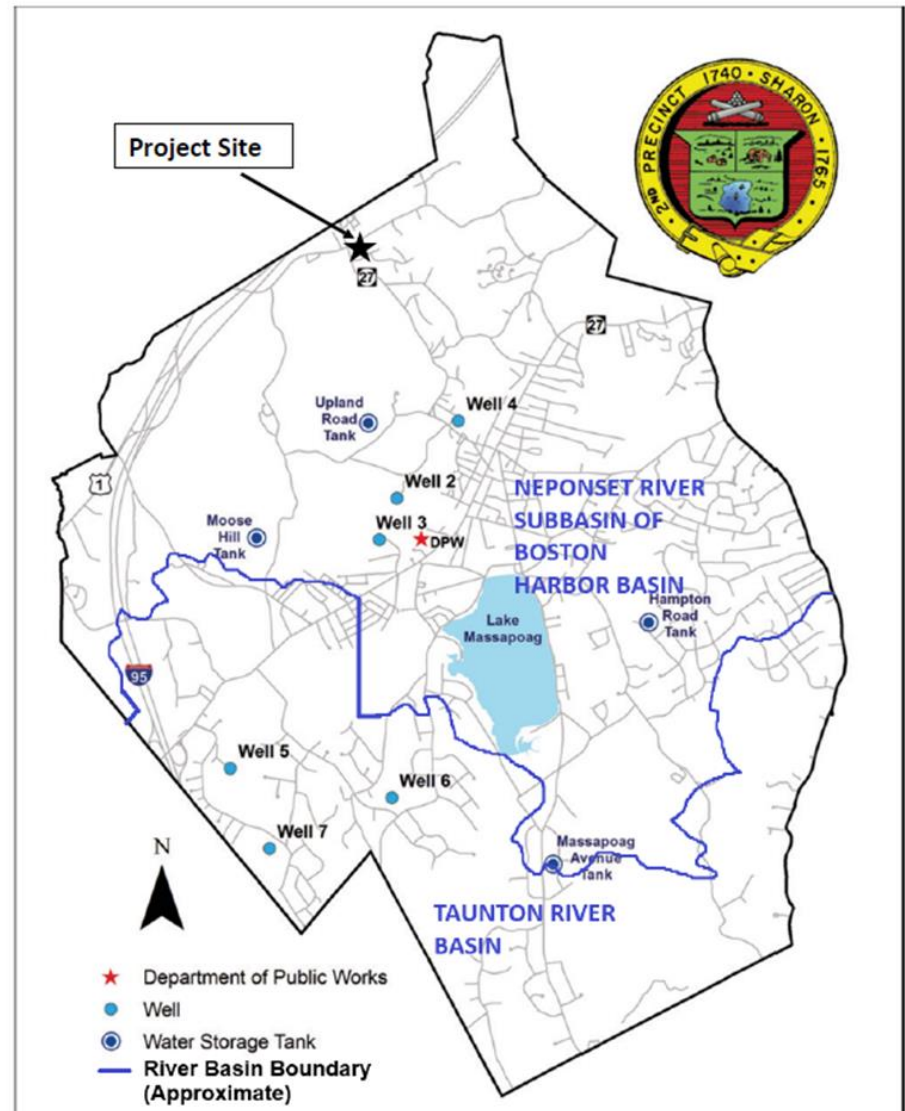 2ND PRECINCT 1740 • SHARON • 1765 •
Project Site
27
27
Upland
Road
Tank
Well 4
1
Well 2
NEPONSET RIVER
SUBBASIN OF
BOSTON
HARBOR BASIN
Moose
Hill
Tank
Well 3
DPW
Hampton
Road
Tank
Lake
Massapoag
95
Well 5
Well 6
Well 7
Massapoag
Avenue
Tank
N
TAUNTON RIVER
BASIN
Department of Public Works
Well
Water Storage Tank
River Basin Boundary
(Approximate)